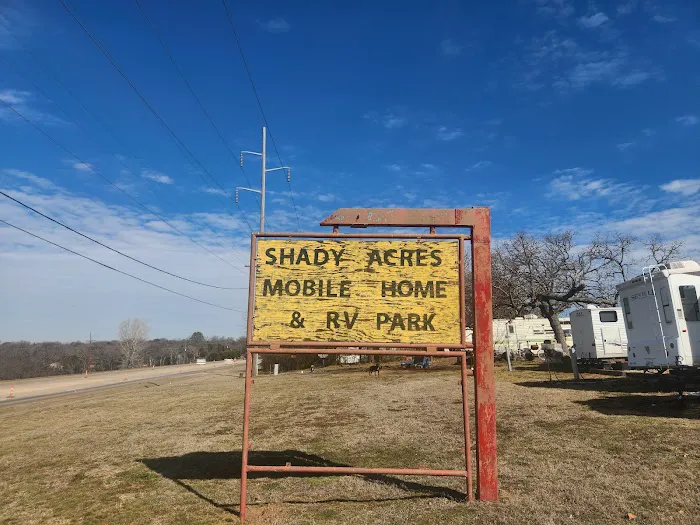 SHADY ACRES
MOBILE HOME
& RV PARK